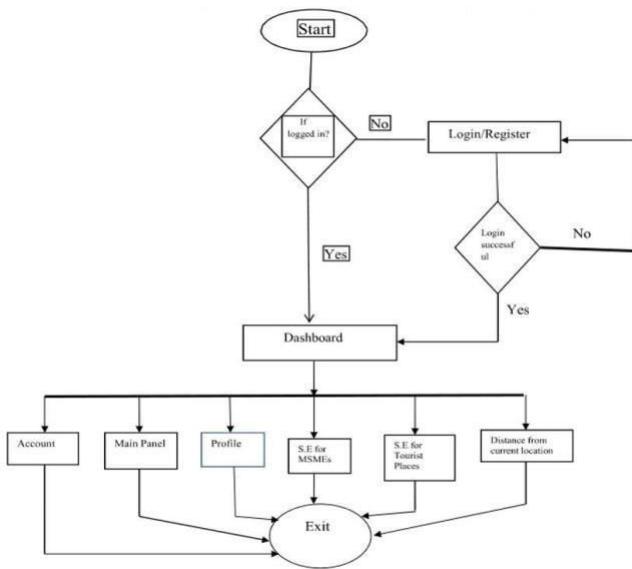 Start
If
logged in?
No
Login/Register
Login
successf
ul
No
Yes
Yes
Dashboard
Account
Main Panel
Profile
S.E for
MSMEs
S.E for
Tourist
Places
Distance from
current location
Exit